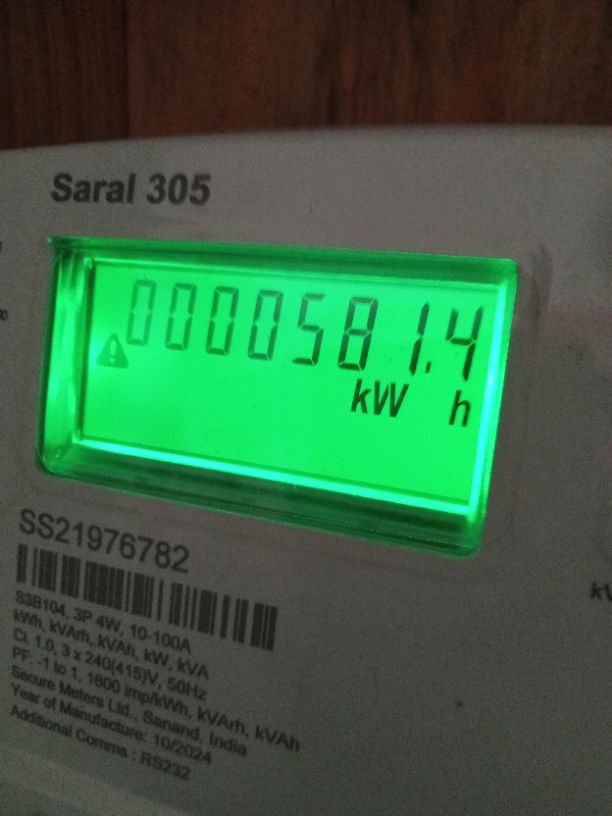 Saral 305
0000581.4
kW h
SS21976782
S3B104, 3P 4W, 10-100A
kWh, kVArh, kVAh, kW, kVA
Cl. 1.0, 3 x 240(415)V, 50Hz
PF: -1 to 1, 1600 imp/kWh, kVArh, kVAh
Secure Meters Ltd., Sanand, India
Year of Manufacture: 10/2024
Additional Comms : RS232